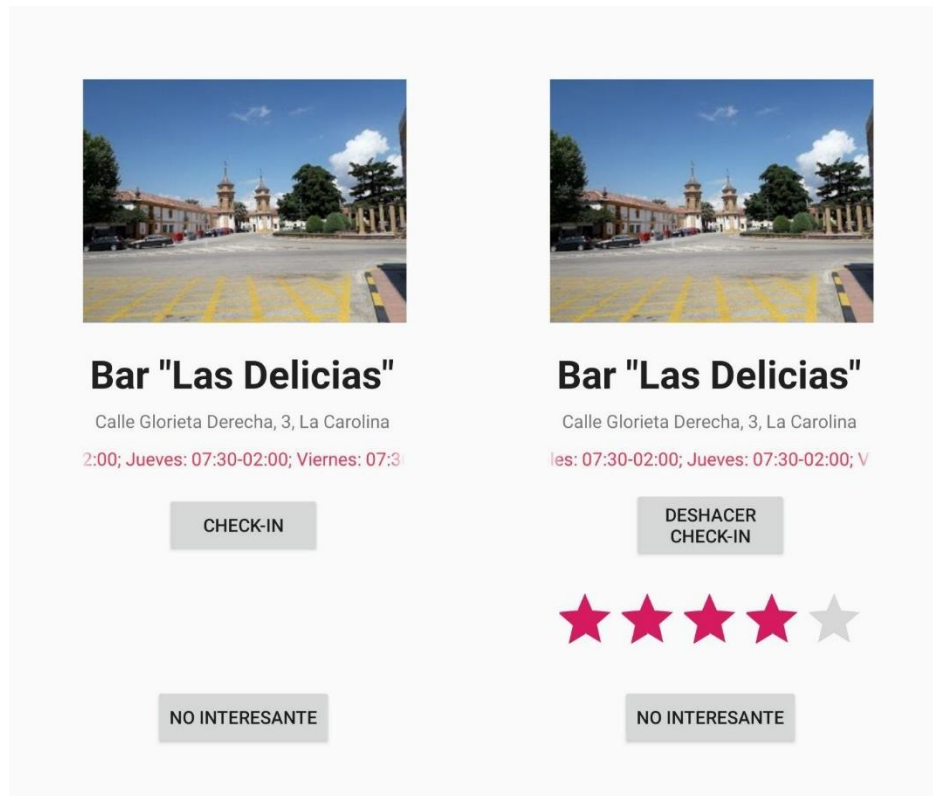 Bar "Las Delicias"
Calle Glorieta Derecha, 3, La Carolina
2:00; Jueves: 07:30-02:00; Viernes: 07:3
CHECK-IN
NO INTERESANTE
Bar "Las Delicias"
Calle Glorieta Derecha, 3, La Carolina
es: 07:30-02:00; Jueves: 07:30-02:00; V
DESHACER
CHECK-IN
NO INTERESANTE